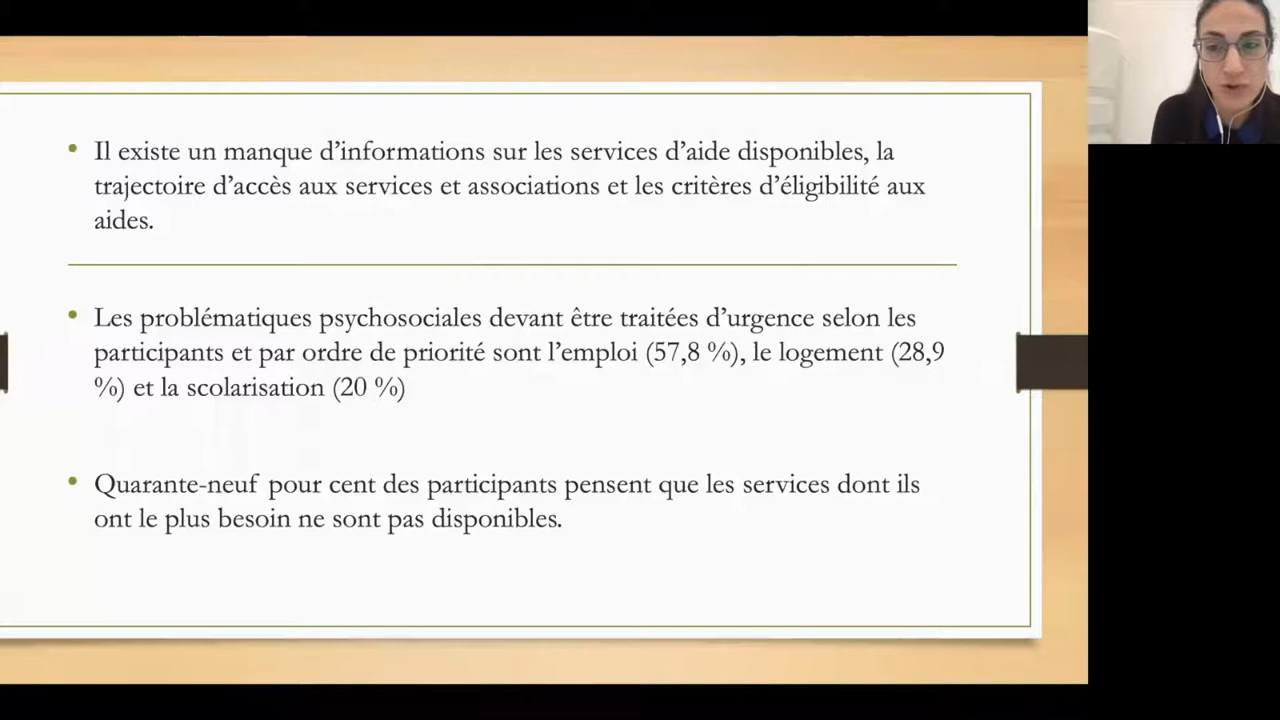 • Il existe un manque d’informations sur les services d’aide disponibles, la
trajectoire d’accès aux services et associations et les critères d’éligibilité aux
aides.
• Les problématiques psychosociales devant être traitées d’urgence selon les
participants et par ordre de priorité sont l’emploi (57,8 %), le logement (28,9
%) et la scolarisation (20 %)
• Quarante-neuf pour cent des participants pensent que les services dont ils
ont le plus besoin ne sont pas disponibles.